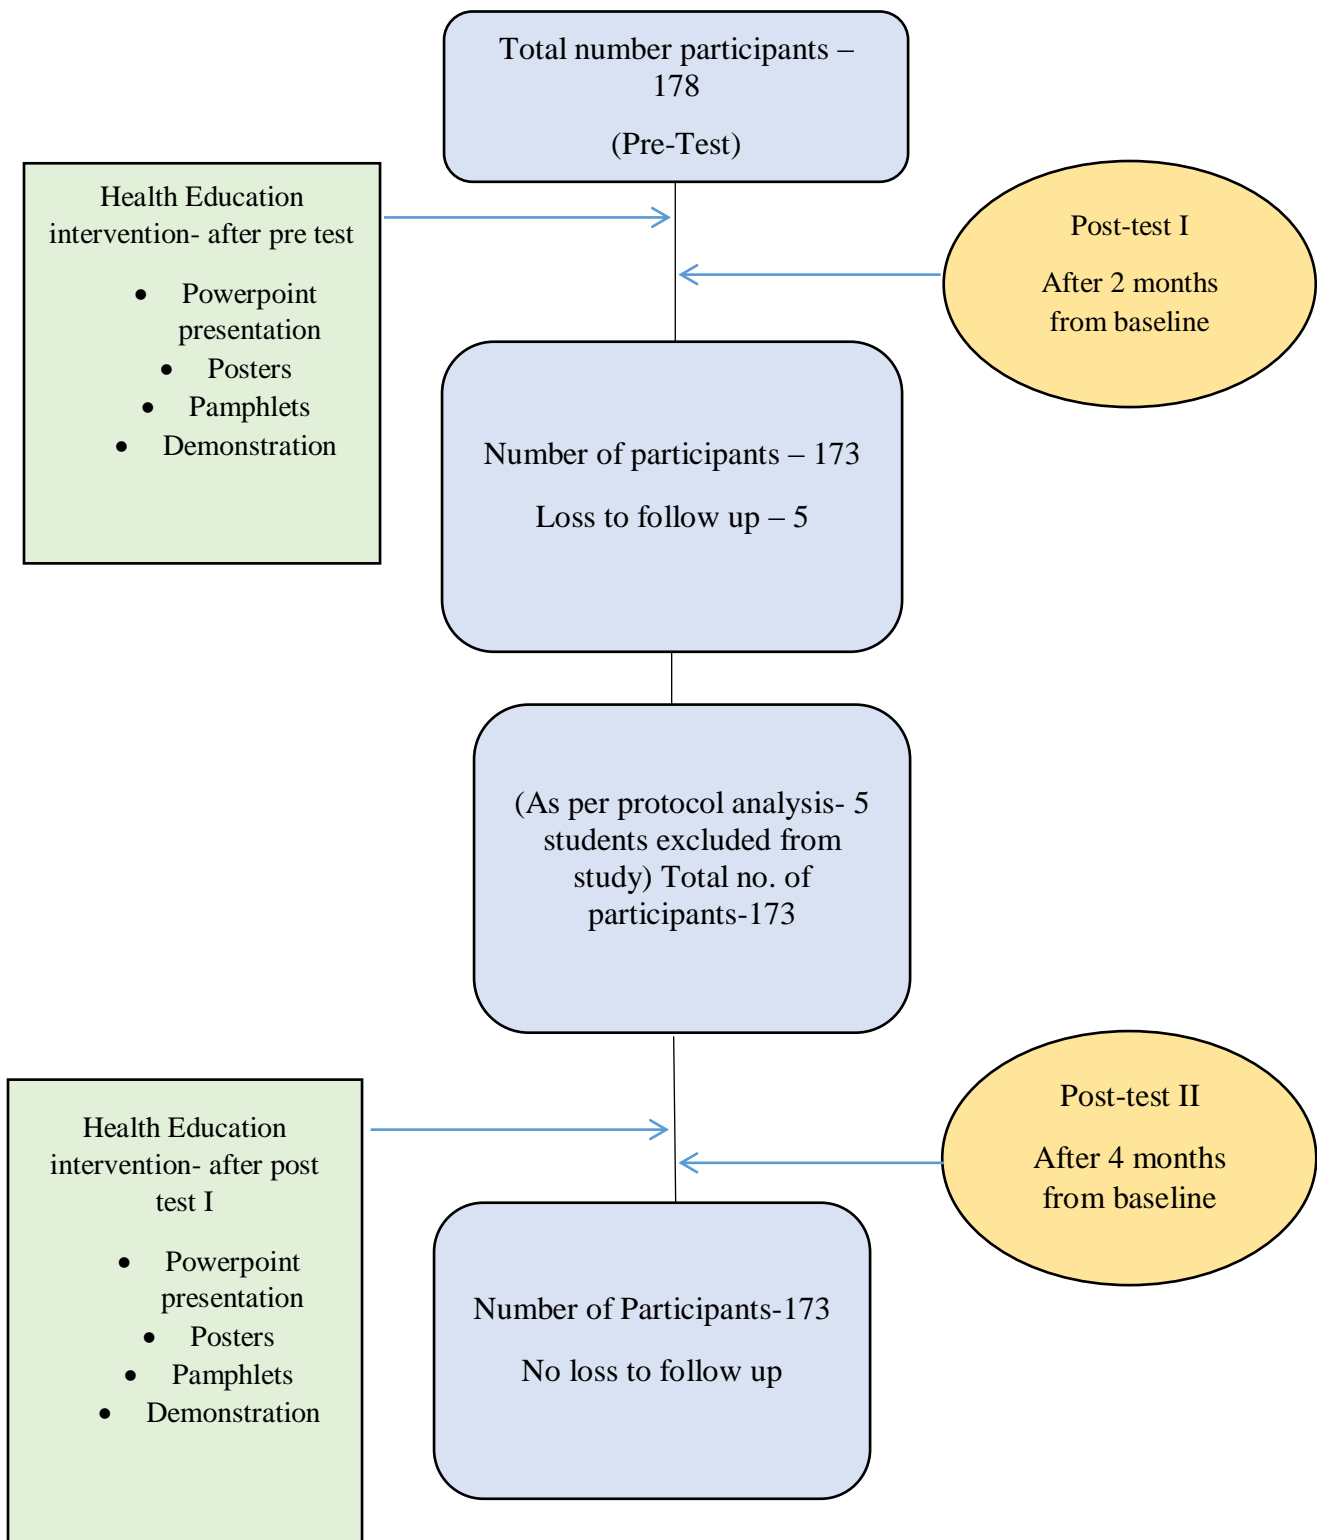 Total number participants –
178
(Pre-Test)
Health Education
intervention- after pre test
• Powerpoint
presentation
• Posters
• Pamphlets
• Demonstration
Post-test I
After 2 months
from baseline
Number of participants – 173
Loss to follow up – 5
(As per protocol analysis- 5
students excluded from
study) Total no. of
participants-173
Health Education
intervention- after post
test I
• Powerpoint
presentation
• Posters
• Pamphlets
• Demonstration
Post-test II
After 4 months
from baseline
Number of Participants-173
No loss to follow up